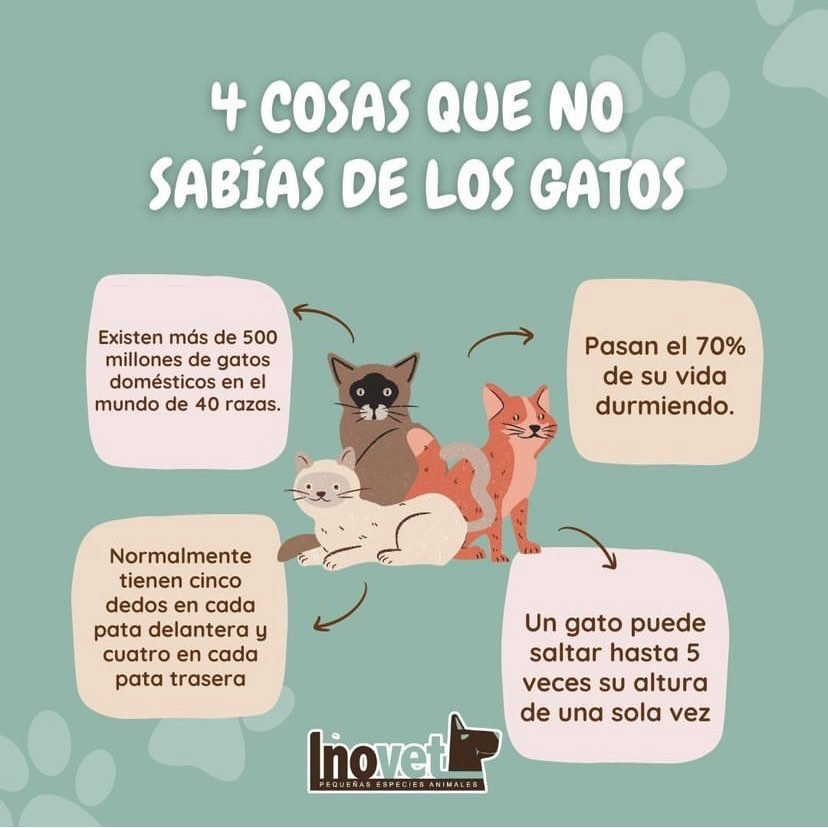 4 COSAS QUE NO
SABÍAS DE LOS GATOS
Existen más de 500
millones de gatos
domésticos en el
mundo de 40 razas.
Pasan el 70%
de su vida
durmiendo.
Normalmente
tienen cinco
dedos en cada
pata delantera y
cuatro en cada
pata trasera
Un gato puede
saltar hasta 5
veces su altura
de una sola vez
Inovet
PEQUEÑAS ESPECIES ANIMALES